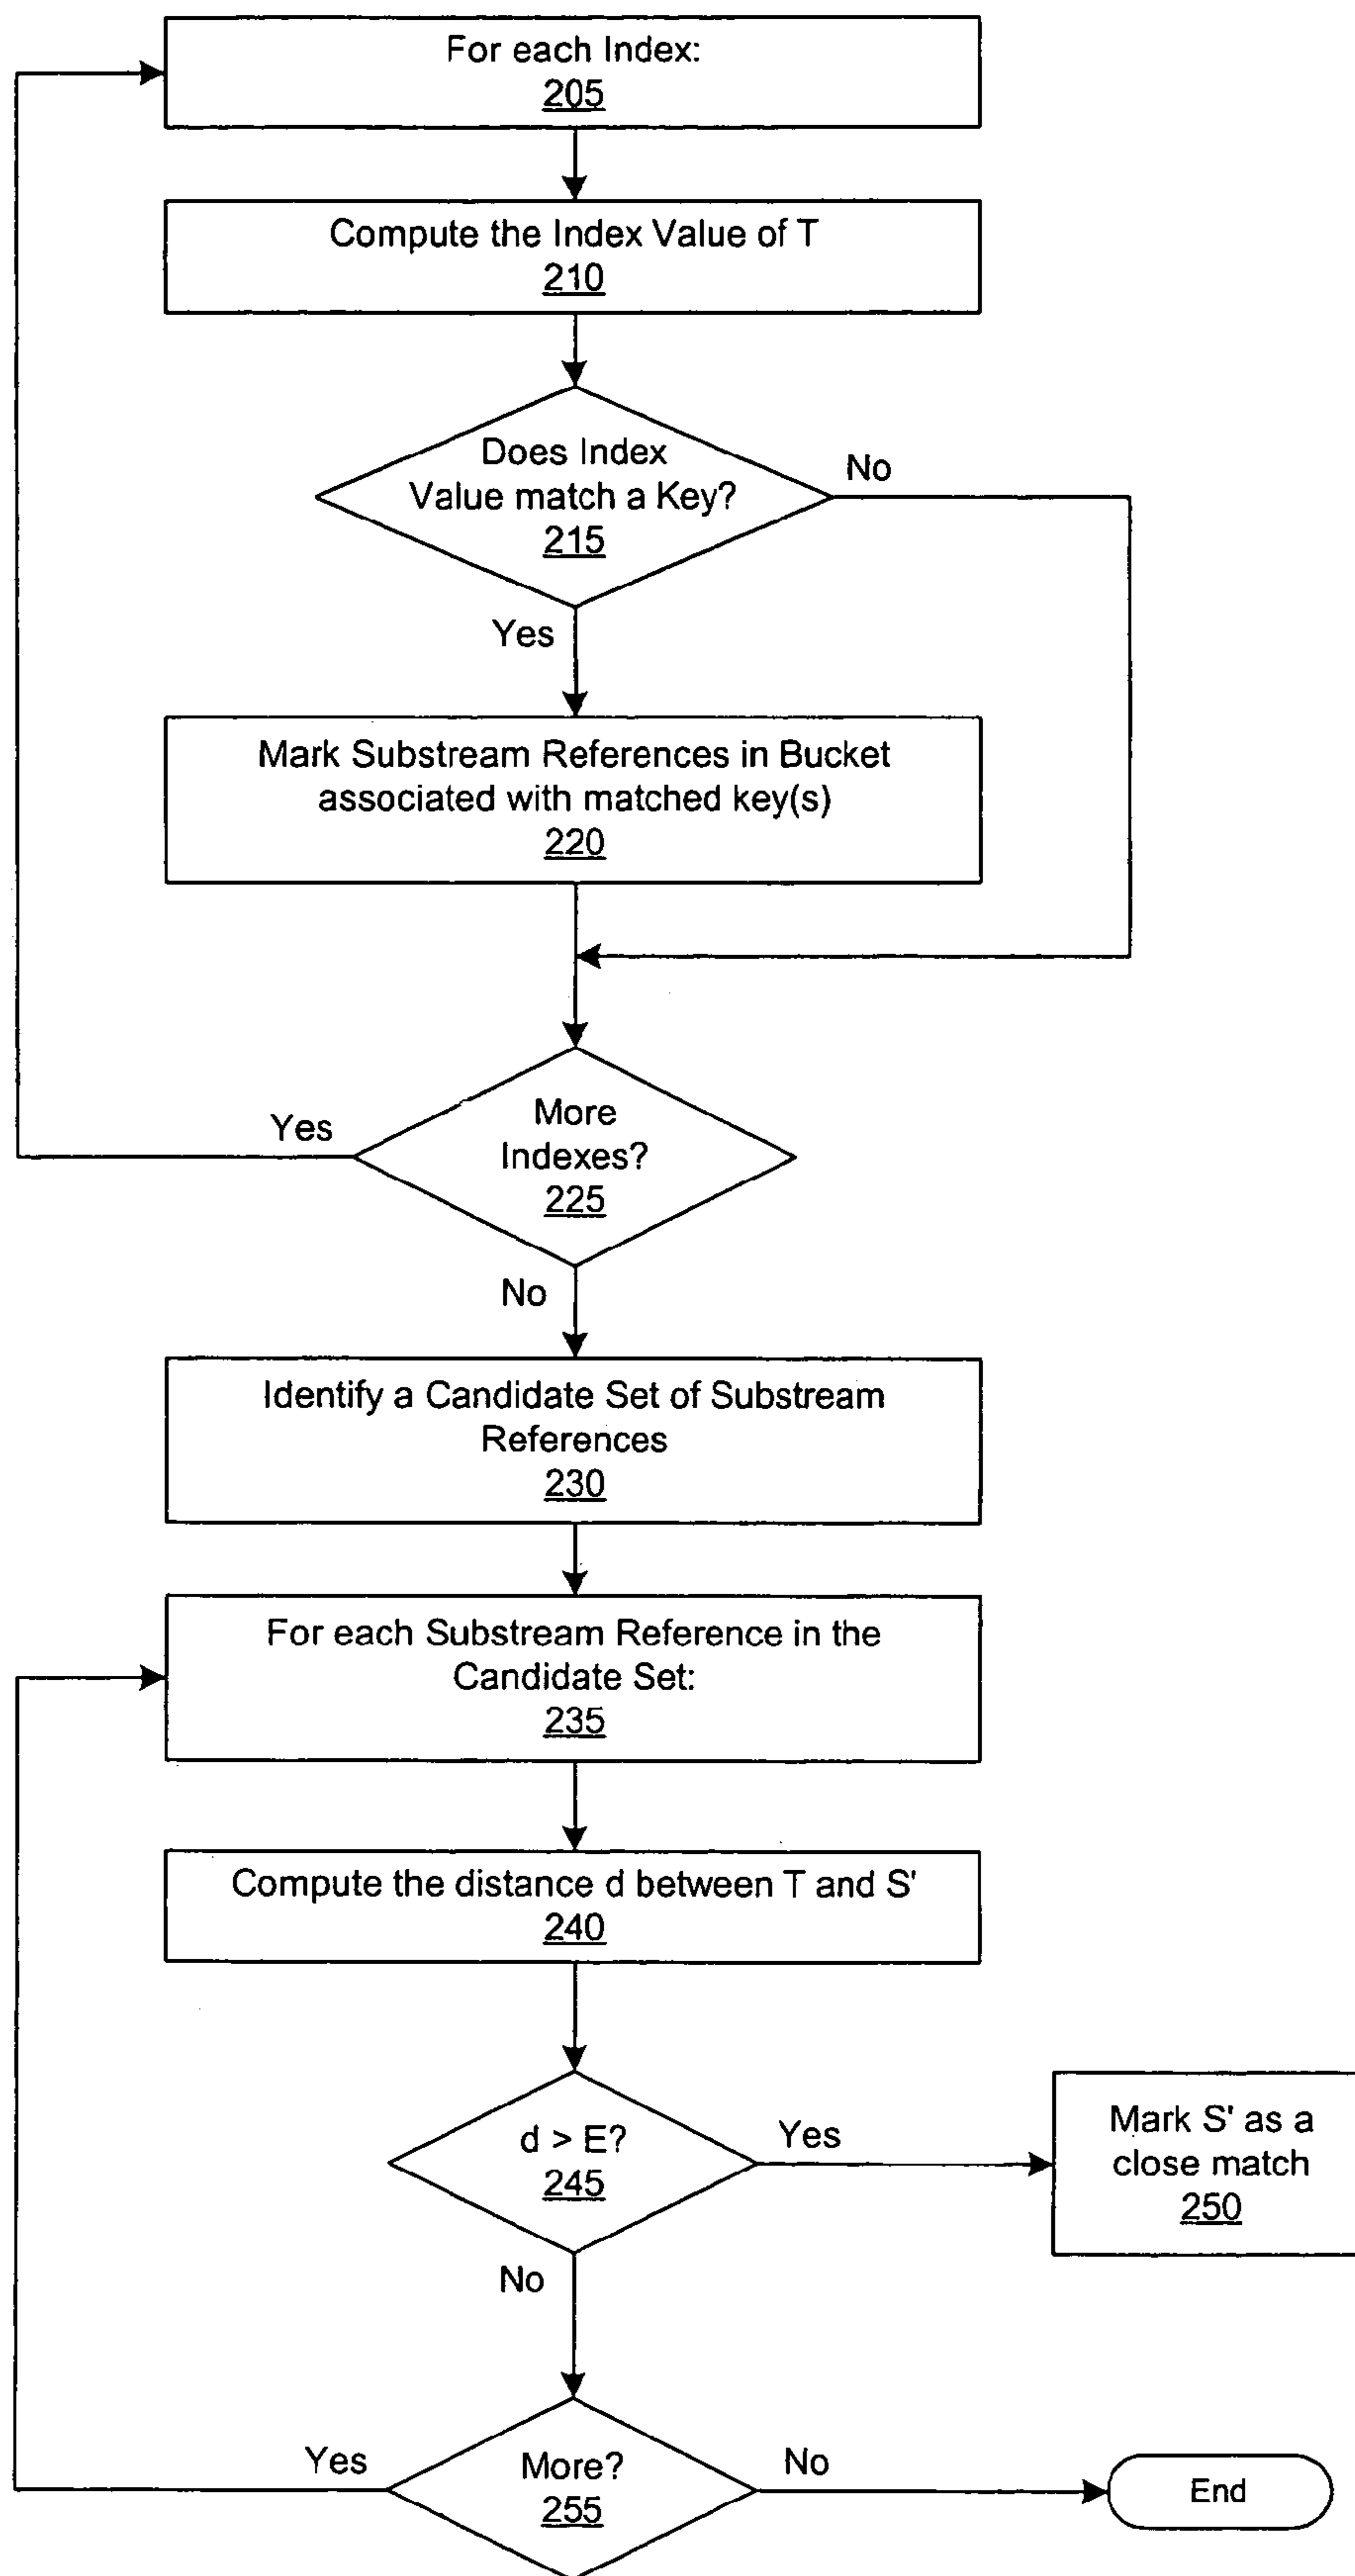 For each Index:
205
Compute the Index Value of T
210
Does Index
Value match a Key?
215
No
Yes
Mark Substream References in Bucket
associated with matched key(s)
220
More
Indexes?
225
Yes
No
Identify a Candidate Set of Substream
References
230
For each Substream Reference in the
Candidate Set:
235
Compute the distance d between T and S'
240
d > E?
245
Yes
Mark S' as a
close match
250
No
More?
255
Yes
No
End